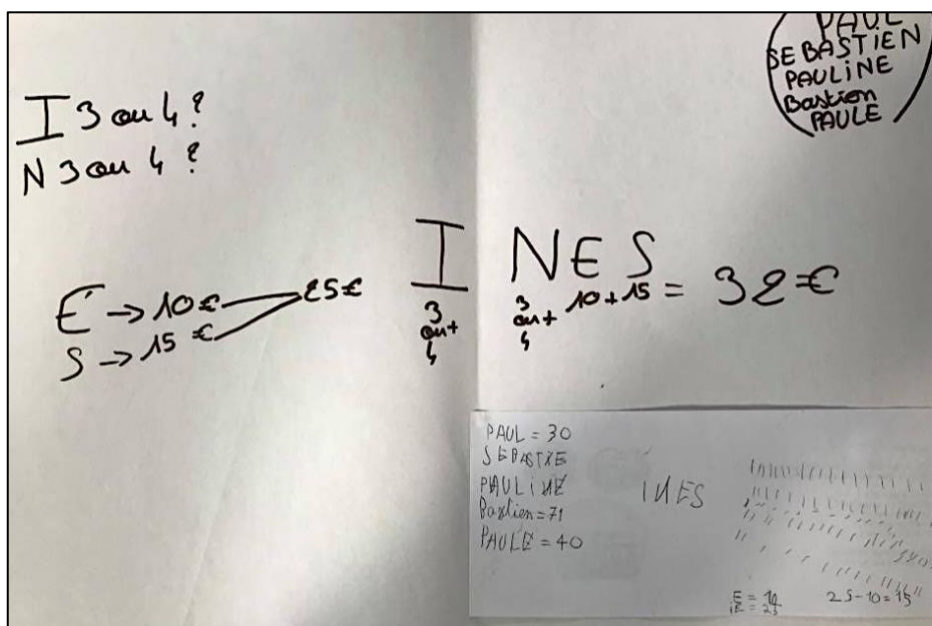 PAUL
SEBASTIEN
PAULINE
Bastien
PAULE
I 3 ou 4 ?
N 3 ou 4 ?
I NES
3 ou 4 + 3 ou 4 + 10 + 15 = 32 €
E → 10 € 25 €
S → 15 €
PAUL = 30
SEBASTIE
PAULINE
Bastien = 71
PAULE = 40
INES
25-10=15